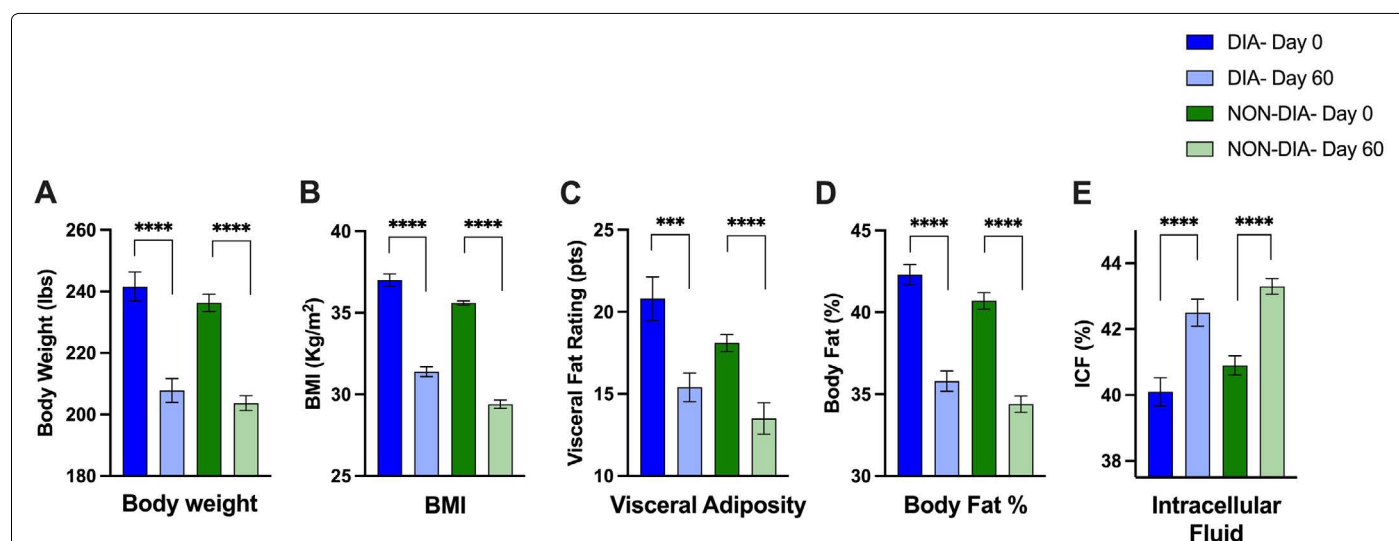 DIA- Day 0
DIA- Day 60
NON-DIA- Day 0
NON-DIA- Day 60
A
260
240
220
200
180
Body Weight (lbs)
****
****
Body weight
B
40
35
30
25
BMI (Kg/m²)
****
****
BMI
C
25
20
15
10
Visceral Fat Rating (pts)
***
****
Visceral Adiposity
D
45
40
35
30
Body Fat (%)
****
****
Body Fat %
E
44
42
40
38
ICF (%)
****
****
Intracellular
Fluid